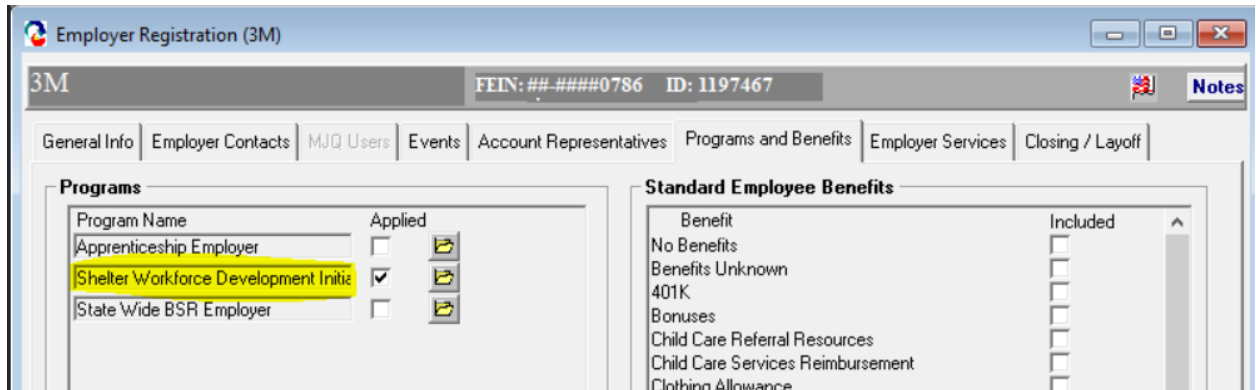 Employer Registration (3M)
3M FEIN: ##-####0786 ID: 1197467 Notes
General Info Employer Contacts MJQ Users Events Account Representatives Programs and Benefits Employer Services Closing / Layoff
Programs
Program Name Applied
Apprenticeship Employer
Shelter Workforce Development Initia
State Wide BSR Employer
Standard Employee Benefits
Benefit Included
No Benefits
Benefits Unknown
401K
Bonuses
Child Care Referral Resources
Child Care Services Reimbursement
Clothing Allowance